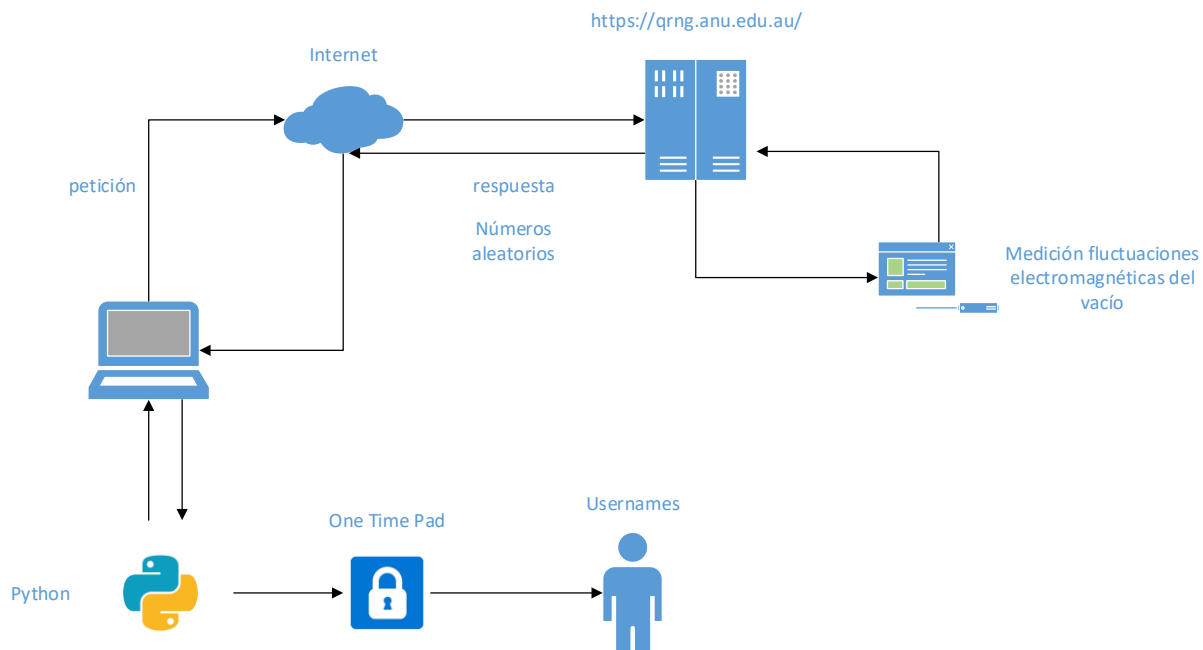 https://qrng.anu.edu.au/
Internet
petición
respuesta
Números
aleatorios
Medición fluctuaciones
electromagnéticas del
vacío
One Time Pad
Usernames
Python